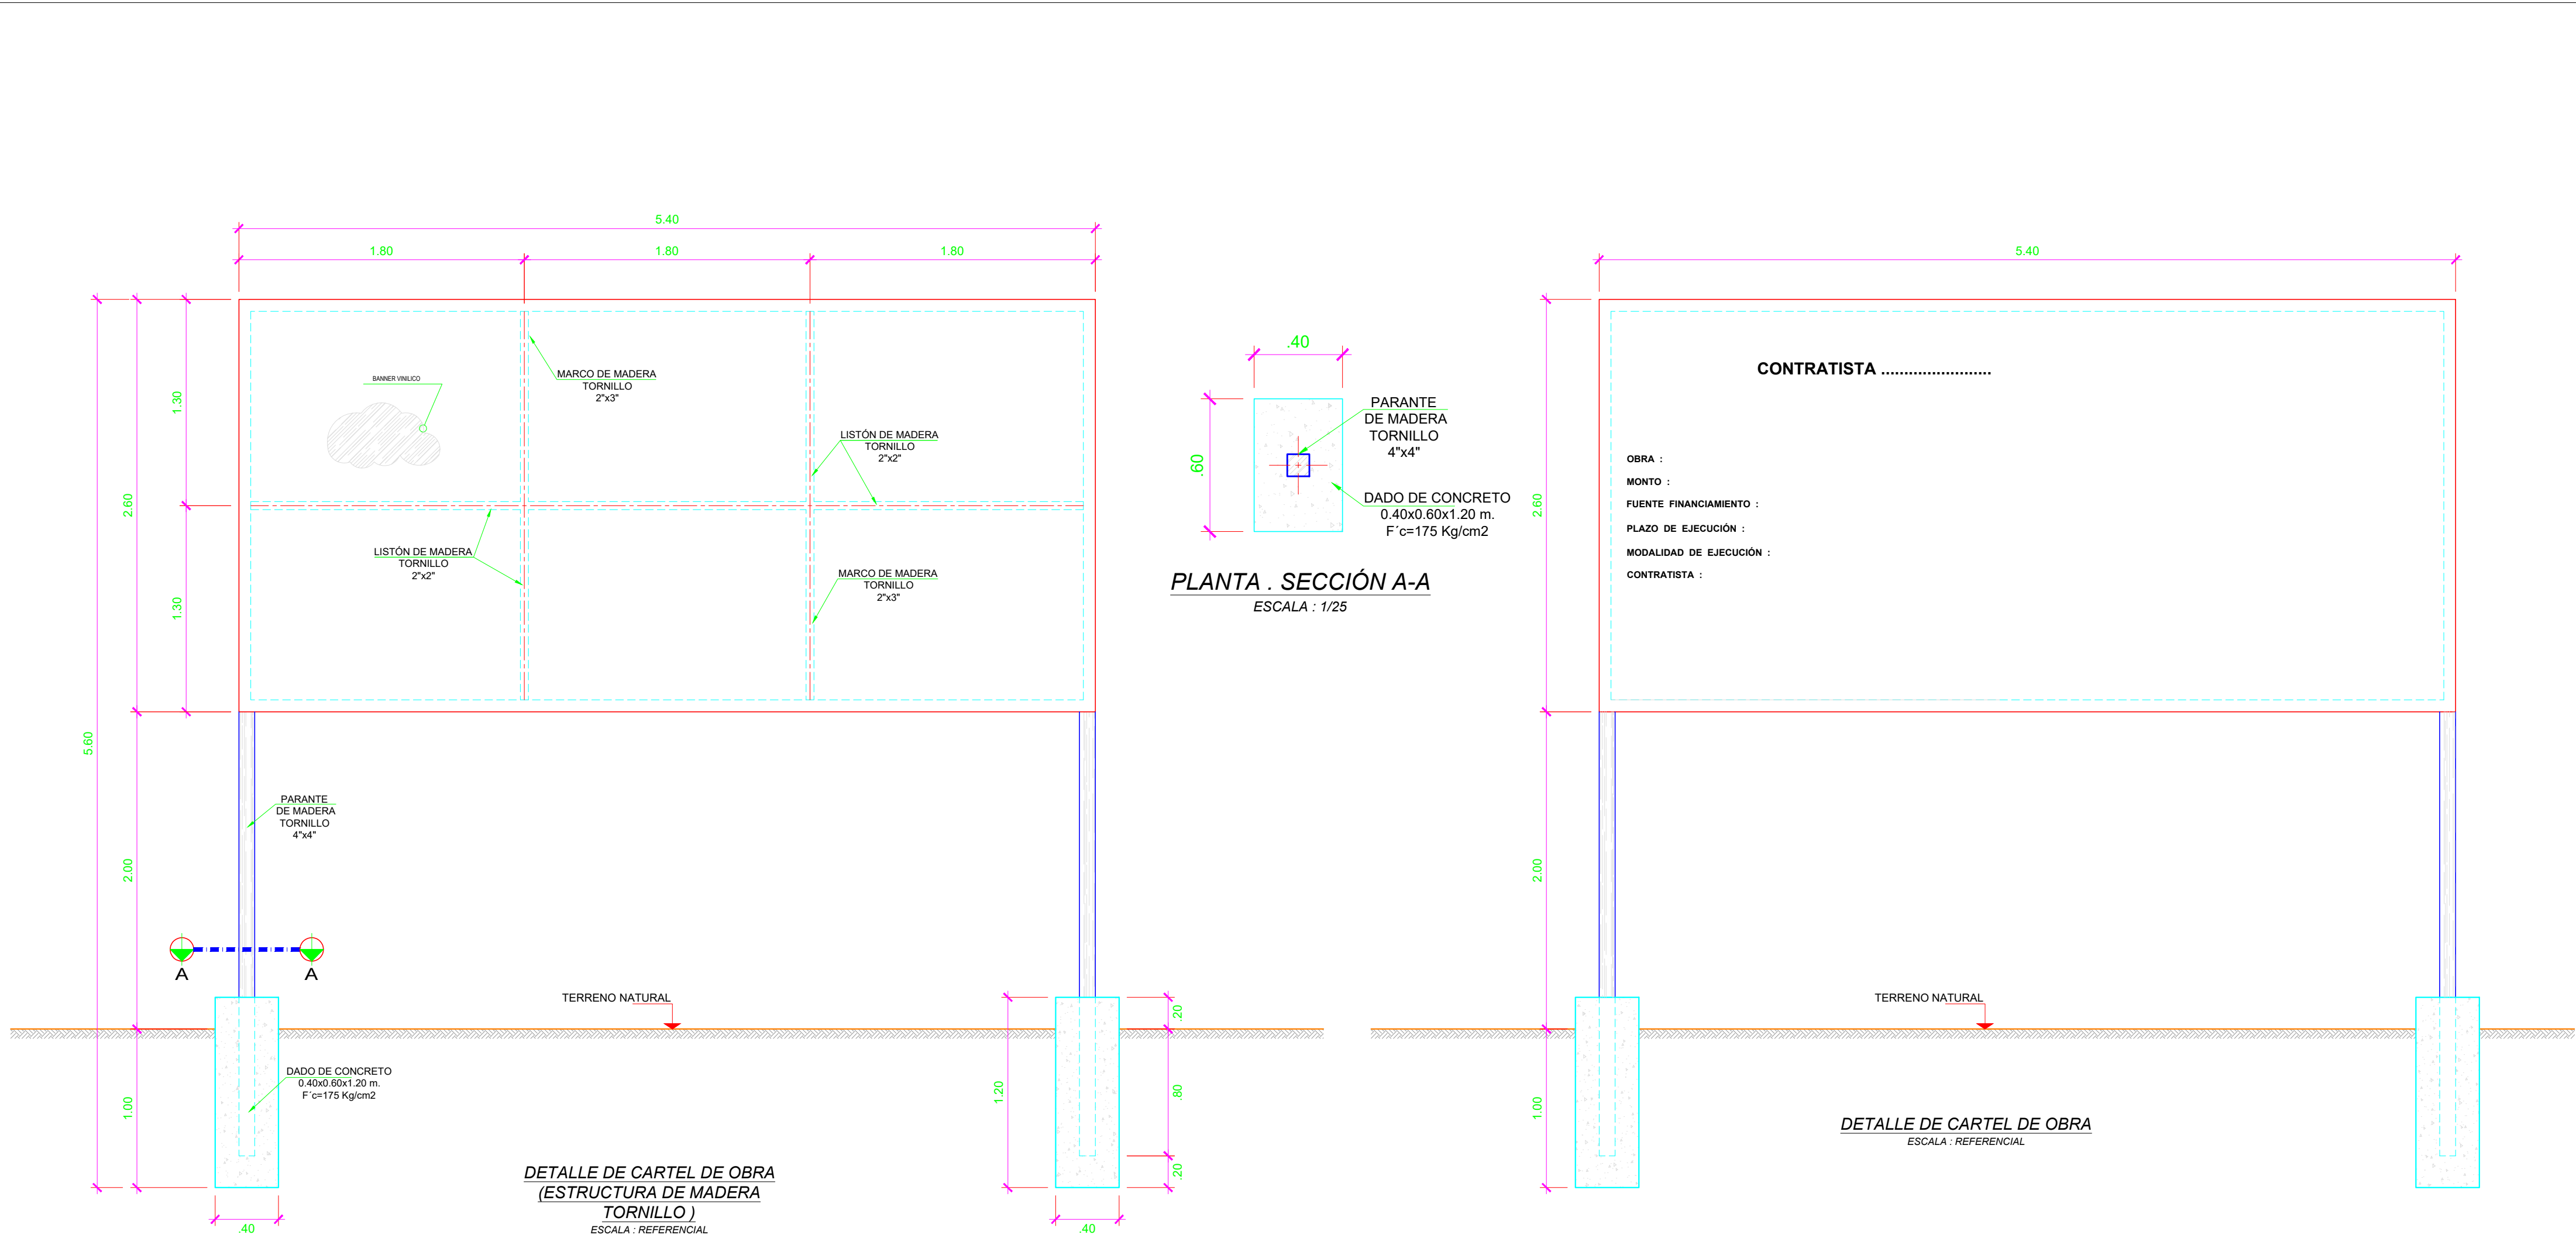 5.40
1.80
1.80
1.80
1.30
1.30
2.60
5.60
2.00
1.00
BANNER VINILICO
MARCO DE MADERA
TORNILLO
2"x3"
LISTÓN DE MADERA
TORNILLO
2"x2"
LISTÓN DE MADERA
TORNILLO
2"x2"
MARCO DE MADERA
TORNILLO
2"x3"
PARANTE
DE MADERA
TORNILLO
4"x4"
A
A
TERRENO NATURAL
DADO DE CONCRETO
0.40x0.60x1.20 m.
F´c=175 Kg/cm2
1.20
.20
.80
.20
.40
.40
DETALLE DE CARTEL DE OBRA
(ESTRUCTURA DE MADERA
TORNILLO )
ESCALA : REFERENCIAL
.40
.60
PARANTE
DE MADERA
TORNILLO
4"x4"
DADO DE CONCRETO
0.40x0.60x1.20 m.
F´c=175 Kg/cm2
PLANTA . SECCIÓN A-A
ESCALA : 1/25
5.40
2.60
2.00
1.00
CONTRATISTA ........................
OBRA :
MONTO :
FUENTE FINANCIAMIENTO :
PLAZO DE EJECUCIÓN :
MODALIDAD DE EJECUCIÓN :
CONTRATISTA :
TERRENO NATURAL
DETALLE DE CARTEL DE OBRA
ESCALA : REFERENCIAL